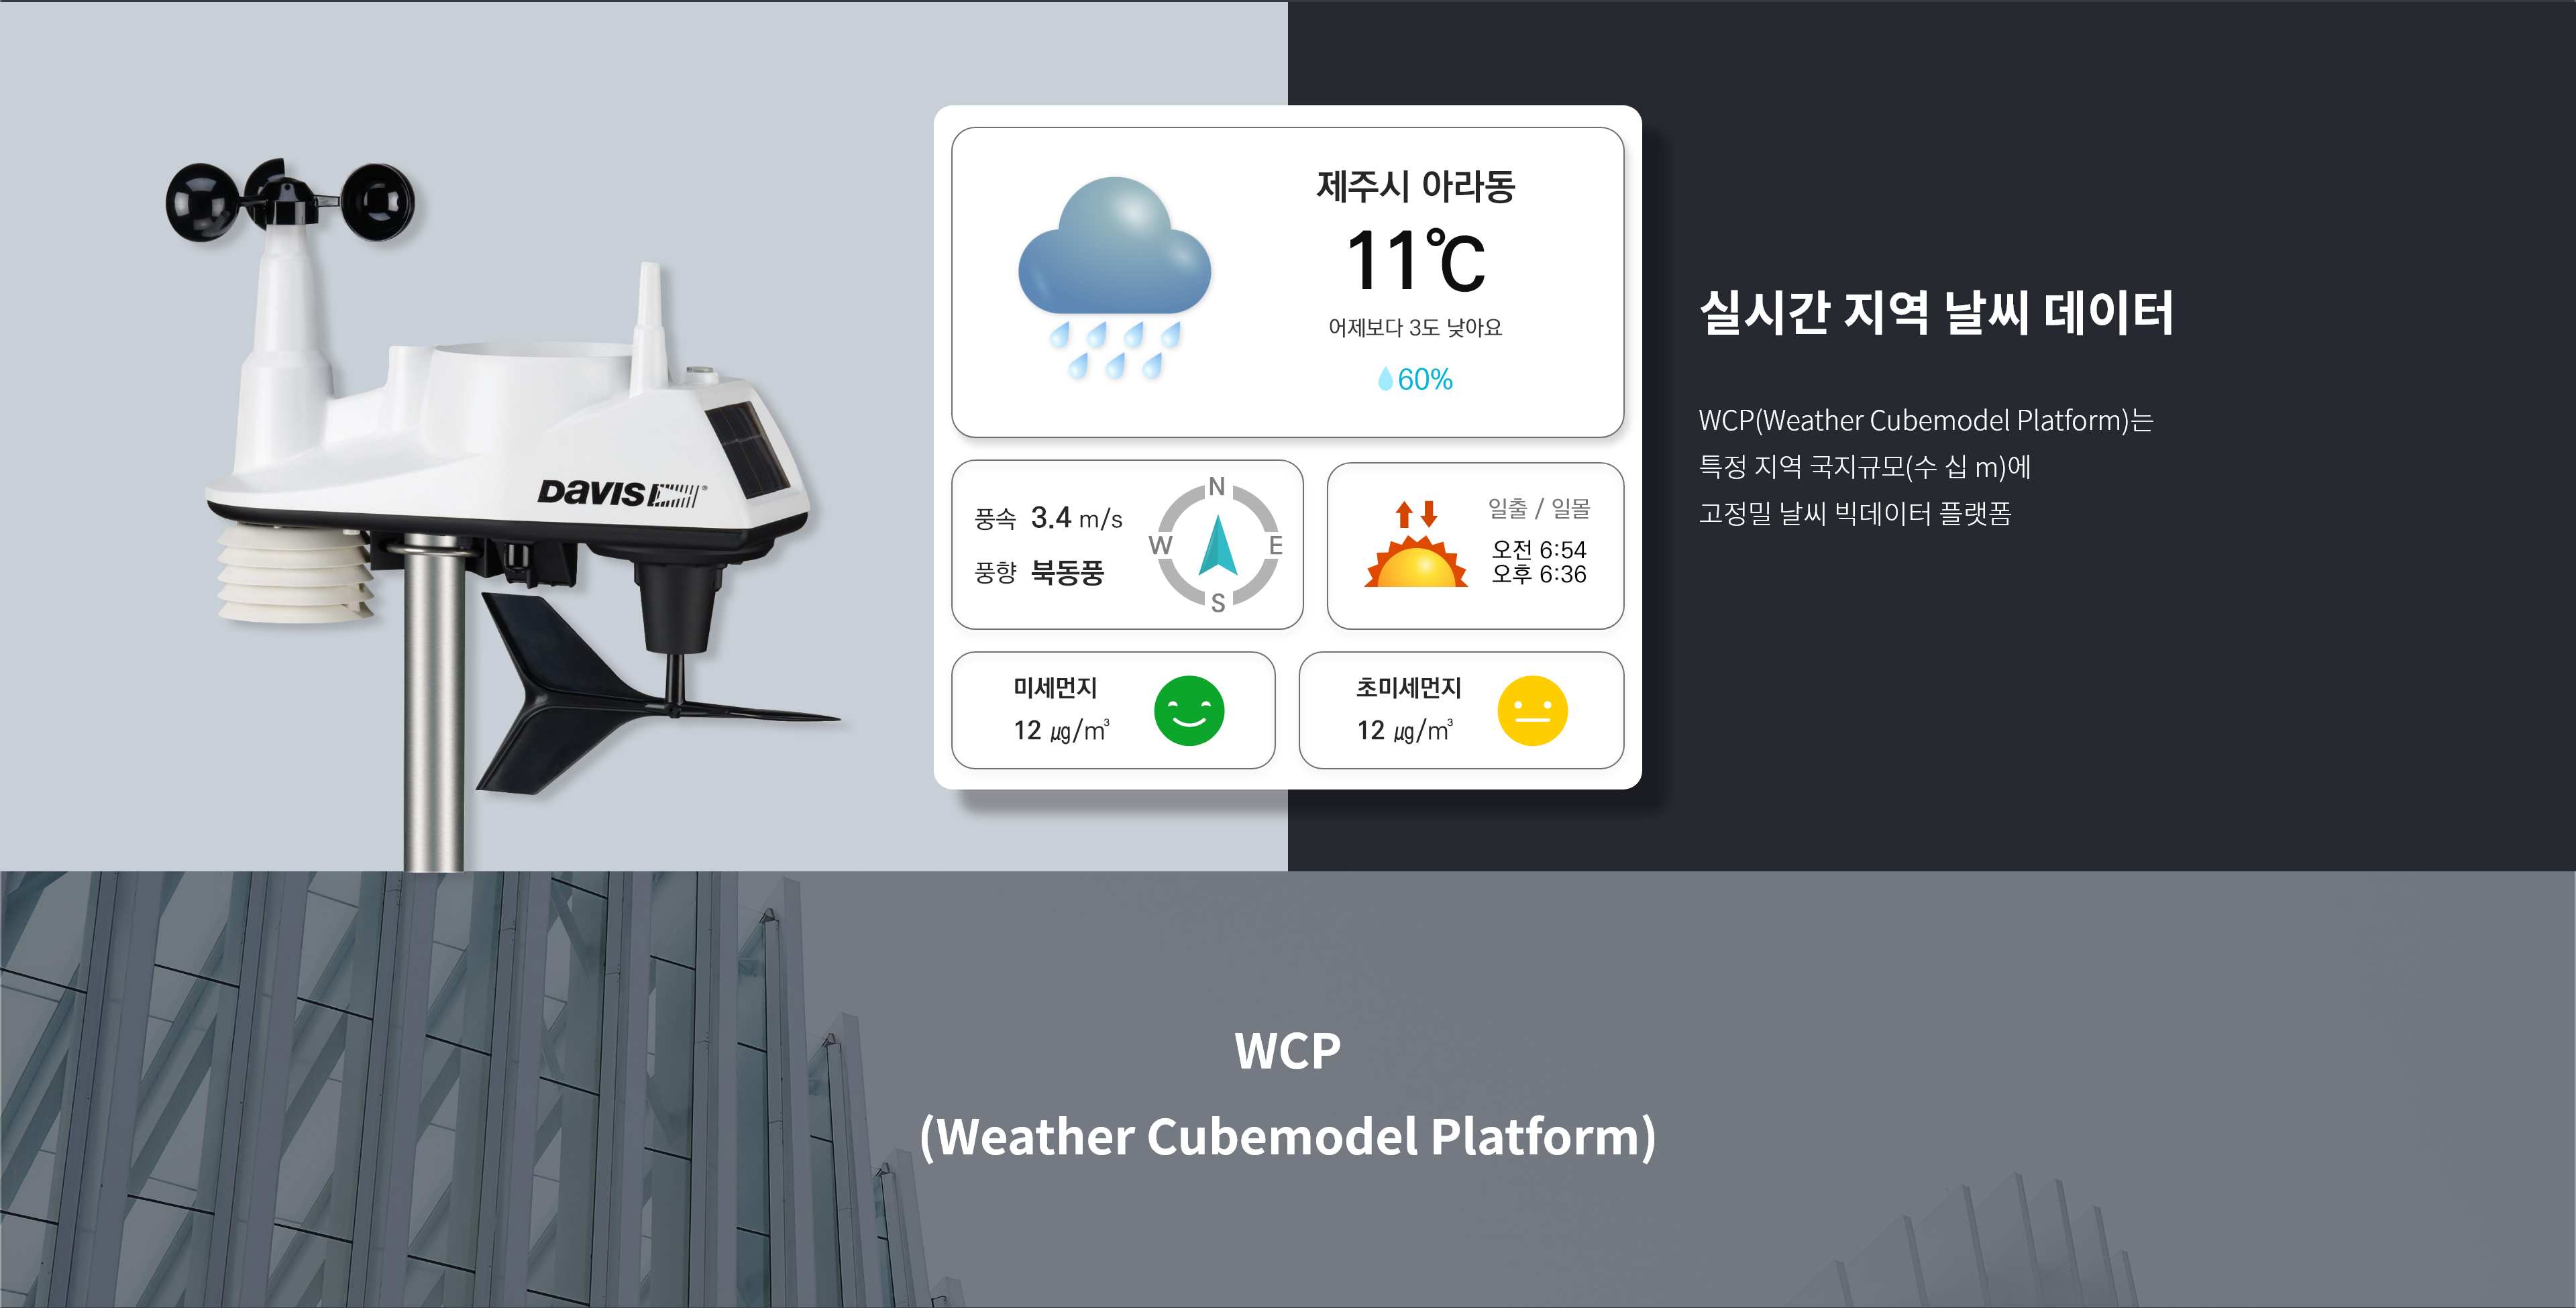 DAVIS
제주시 아라동
11℃
어제보다 3도 낮아요
60%
풍속 3.4 m/s
풍향 북동풍
N
W E
S
일출 / 일몰
오전 6:54
오후 6:36
미세먼지
12 ㎍/㎥
초미세먼지
12 ㎍/㎥
실시간 지역 날씨 데이터
WCP(Weather Cubemodel Platform)는
특정 지역 국지규모(수 십 m)에
고정밀 날씨 빅데이터 플랫폼
WCP
(Weather Cubemodel Platform)